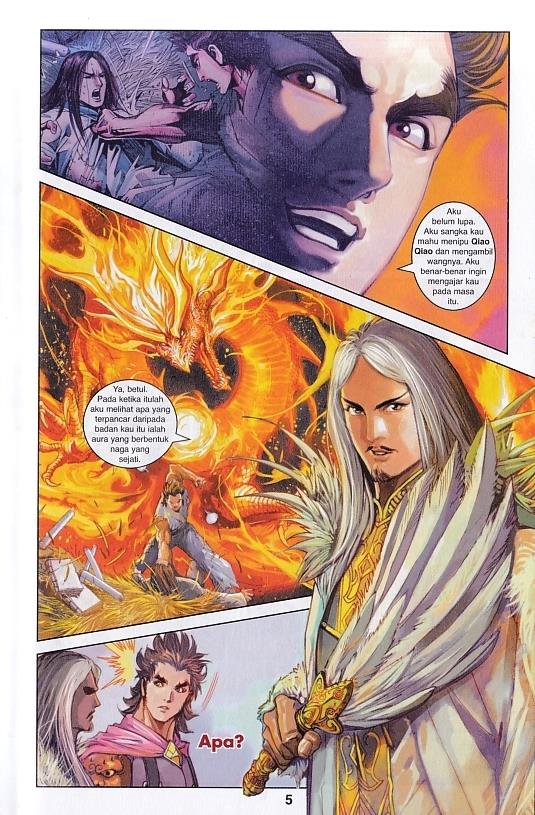 Aku
belum lupa.
Aku sangka kau
mahu menipu Qiao
Qiao dan mengambil
wangnya. Aku
benar-benar ingin
mengajar kau
pada masa
itu.
Ya, betul.
Pada ketika itulah
aku melihat apa yang
terpancar daripada
badan kau itu ialah
aura yang berbentuk
naga yang
sejati.
Apa?
5